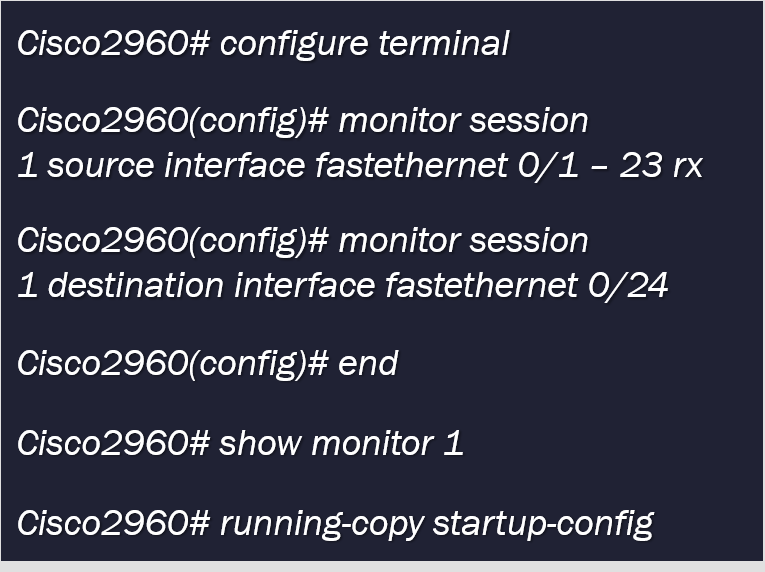 Cisco2960# configure terminal
Cisco2960(config)# monitor session
1 source interface fastethernet 0/1 – 23 rx
Cisco2960(config)# monitor session
1 destination interface fastethernet 0/24
Cisco2960(config)# end
Cisco2960# show monitor 1
Cisco2960# running-copy startup-config